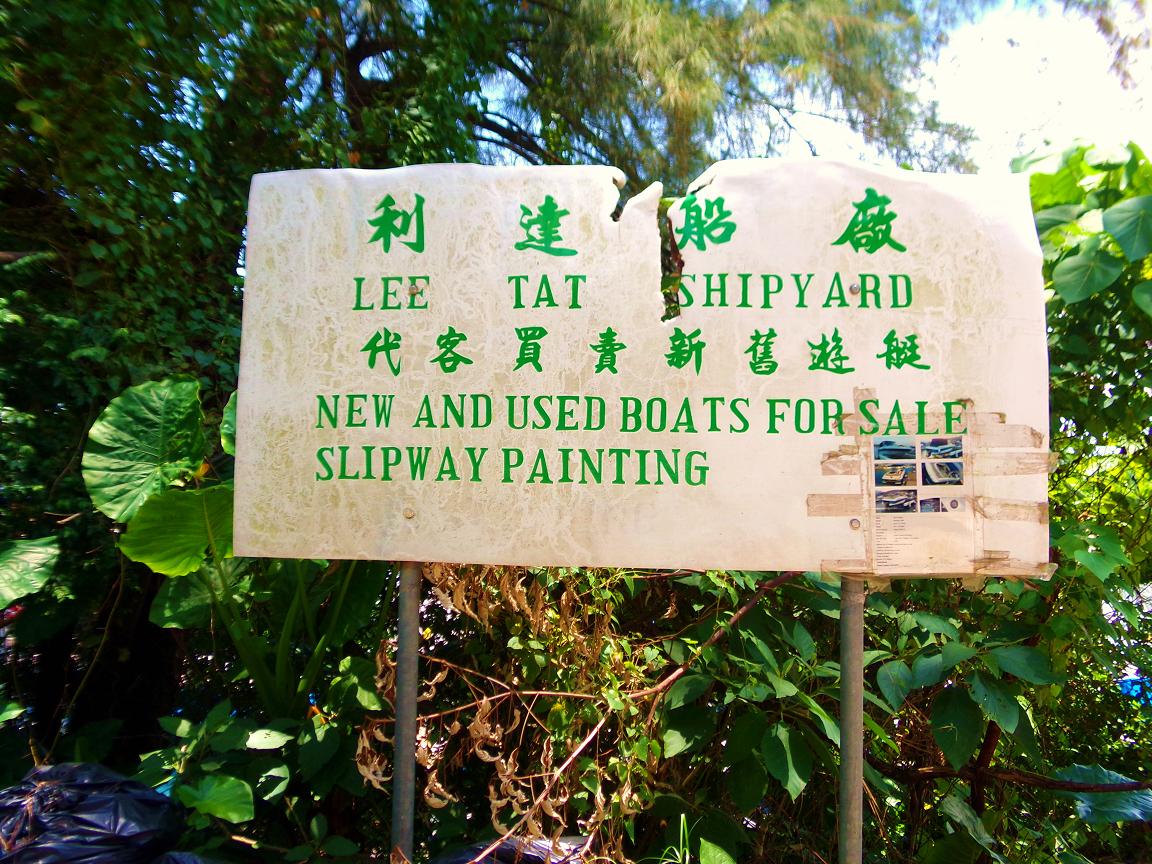 利達船廠
LEE TAT SHIPYARD
代客買賣新舊遊艇
NEW AND USED BOATS FOR SALE
SLIPWAY PAINTING